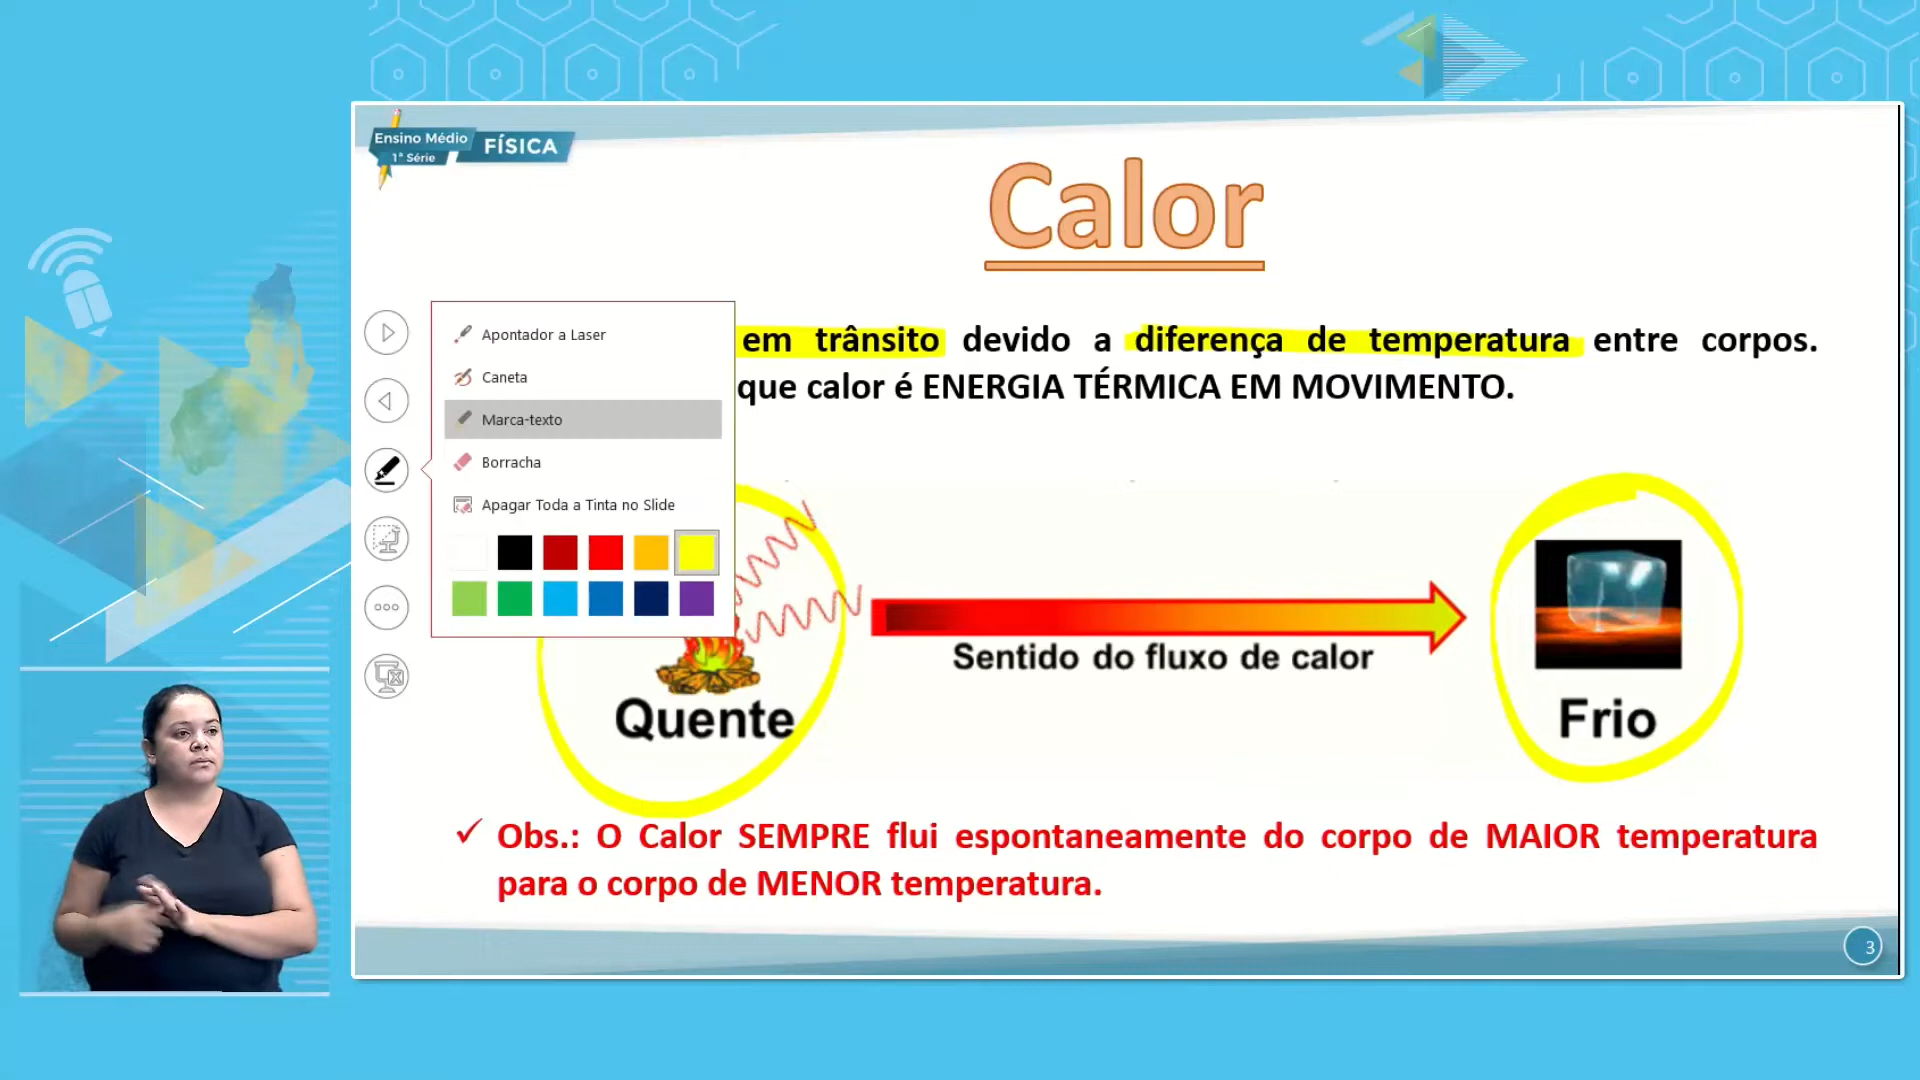 Ensino Médio
1ª Série
FÍSICA
Calor
em trânsito devido a diferença de temperatura entre corpos.
que calor é ENERGIA TÉRMICA EM MOVIMENTO.
Apontador a Laser
Caneta
Marca-texto
Borracha
Apagar Toda a Tinta no Slide
Sentido do fluxo de calor
Quente
Frio
✓ Obs.: O Calor SEMPRE flui espontaneamente do corpo de MAIOR temperatura
para o corpo de MENOR temperatura.
3